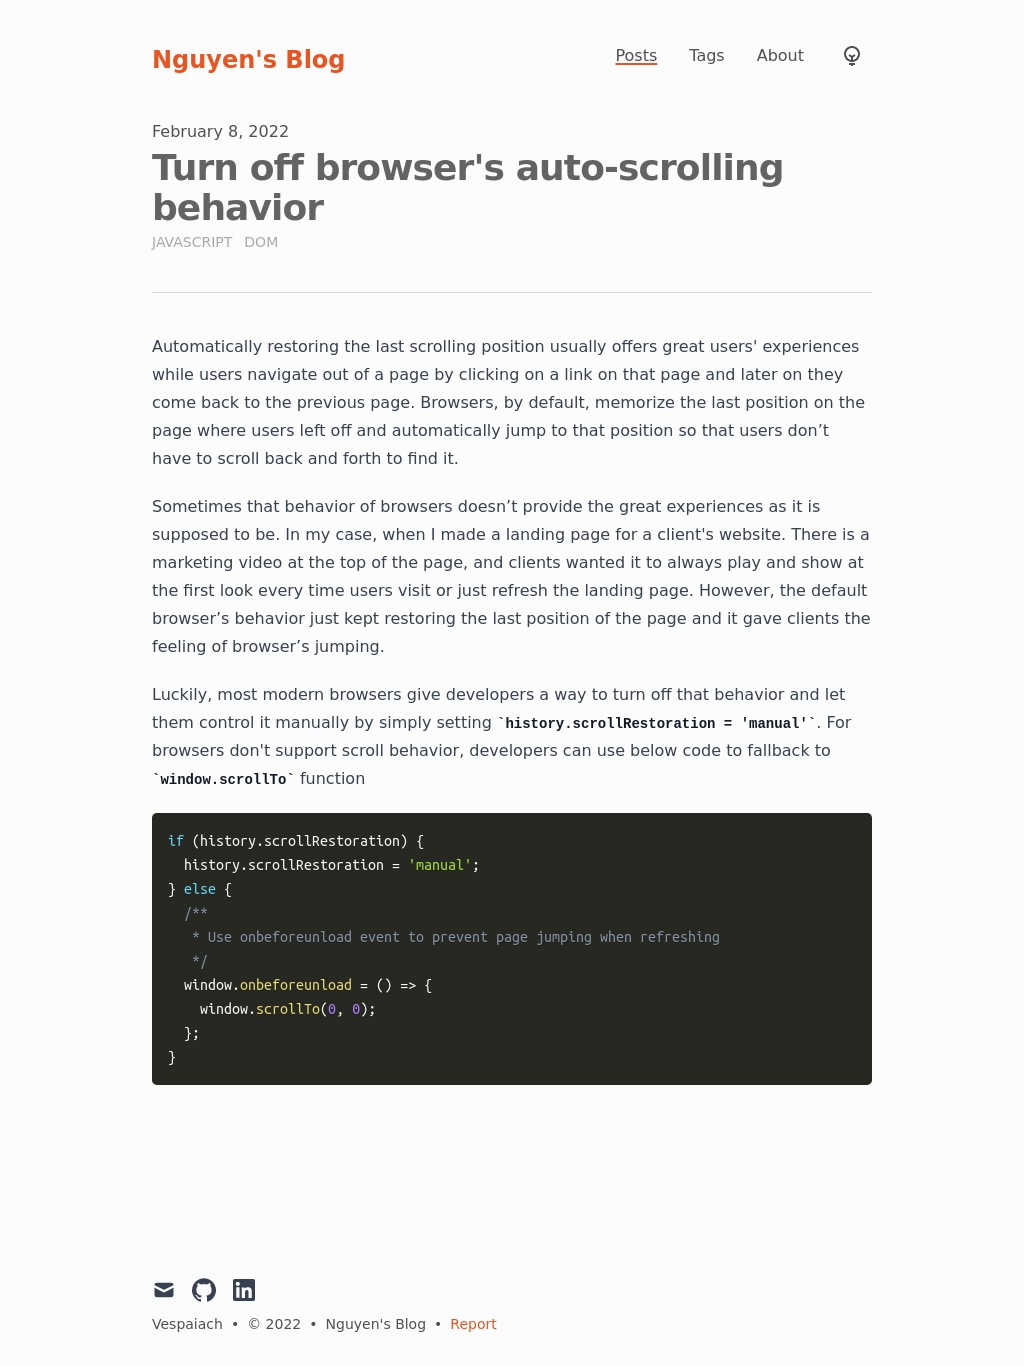 Nguyen's Blog
Posts
Tags
About
February 8, 2022
Turn off browser's auto-scrolling
behavior
JAVASCRIPT DOM
Automatically restoring the last scrolling position usually offers great users' experiences
while users navigate out of a page by clicking on a link on that page and later on they
come back to the previous page. Browsers, by default, memorize the last position on the
page where users left off and automatically jump to that position so that users don’t
have to scroll back and forth to find it.
Sometimes that behavior of browsers doesn’t provide the great experiences as it is
supposed to be. In my case, when I made a landing page for a client's website. There is a
marketing video at the top of the page, and clients wanted it to always play and show at
the first look every time users visit or just refresh the landing page. However, the default
browser’s behavior just kept restoring the last position of the page and it gave clients the
feeling of browser’s jumping.
Luckily, most modern browsers give developers a way to turn off that behavior and let
them control it manually by simply setting `history.scrollRestoration = 'manual'`. For
browsers don't support scroll behavior, developers can use below code to fallback to
`window.scrollTo` function
if (history.scrollRestoration) {
  history.scrollRestoration = 'manual';
} else {
  /**
   * Use onbeforeunload event to prevent page jumping when refreshing
   */
  window.onbeforeunload = () => {
    window.scrollTo(0, 0);
  };
}
Vespaiach • © 2022 • Nguyen's Blog • Report